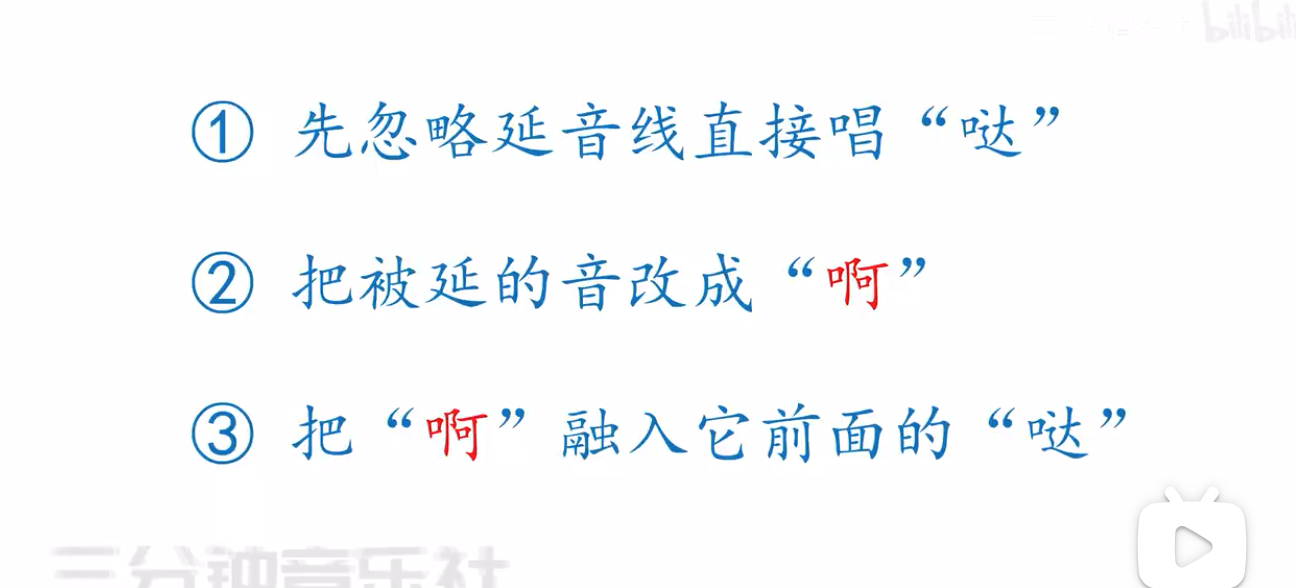 bilibili
① 先忽略延音线直接唱“哒”
② 把被延的音改成“啊”
③ 把“啊”融入它前面的“哒”
三分钟音乐社